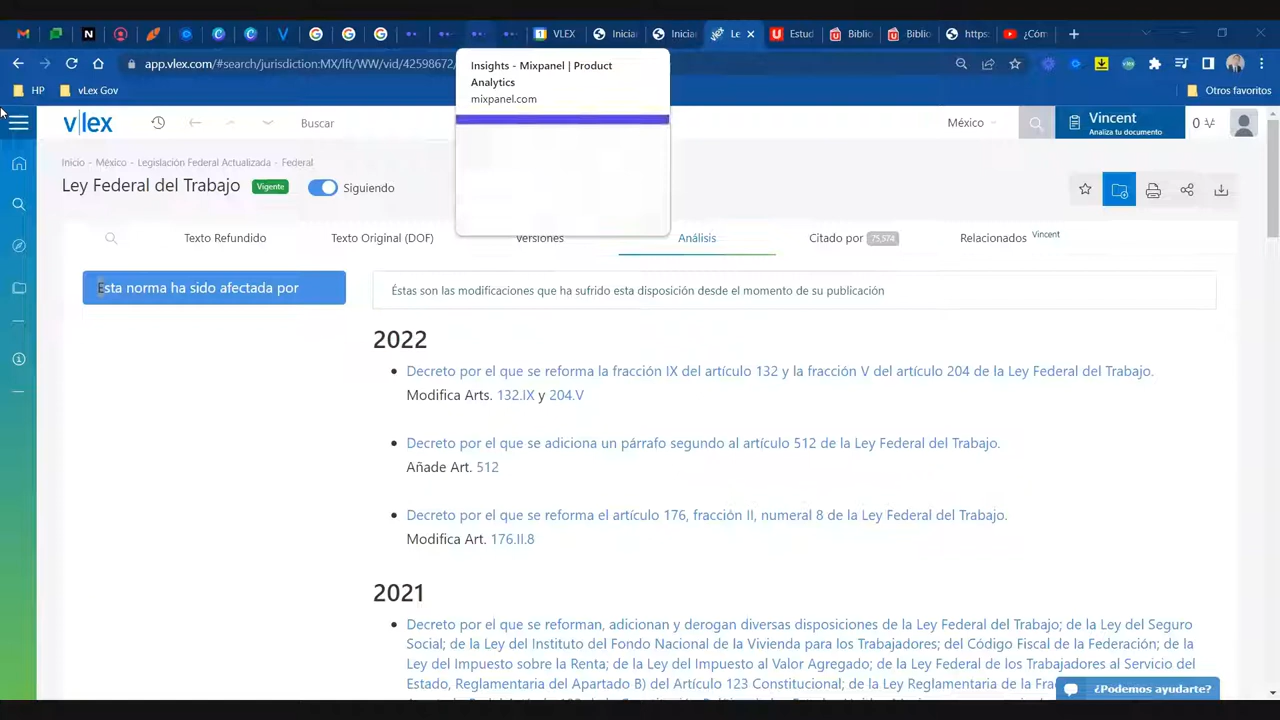 VLEX
Inicia
Inicia
Le
Estud
Biblio
Biblio
https
¿Cóm
app.vlex.com/#search/jurisdiction:MX/lft/WW/vid/42598672/
HP
vLex Gov
Otros favoritos
Insights - Mixpanel | Product
Analytics
mixpanel.com
v|lex
Buscar
México
Vincent
Analiza tu documento
0
Inicio - México - Legislación Federal Actualizada - Federal
Ley Federal del Trabajo
Vigente
Siguiendo
Texto Refundido
Texto Original (DOF)
Versiones
Análisis
Citado por 75,574
Relacionados Vincent
Esta norma ha sido afectada por
Éstas son las modificaciones que ha sufrido esta disposición desde el momento de su publicación
2022
Decreto por el que se reforma la fracción IX del artículo 132 y la fracción V del artículo 204 de la Ley Federal del Trabajo.
Modifica Arts. 132.IX y 204.V
Decreto por el que se adiciona un párrafo segundo al artículo 512 de la Ley Federal del Trabajo.
Añade Art. 512
Decreto por el que se reforma el artículo 176, fracción II, numeral 8 de la Ley Federal del Trabajo.
Modifica Art. 176.II.8
2021
Decreto por el que se reforman, adicionan y derogan diversas disposiciones de la Ley Federal del Trabajo; de la Ley del Seguro
Social; de la Ley del Instituto del Fondo Nacional de la Vivienda para los Trabajadores; del Código Fiscal de la Federación; de la
Ley del Impuesto sobre la Renta; de la Ley del Impuesto al Valor Agregado; de la Ley Federal de los Trabajadores al Servicio del
Estado, Reglamentaria del Apartado B) del Artículo 123 Constitucional; de la Ley Reglamentaria de la Fra
¿Podemos ayudarte?